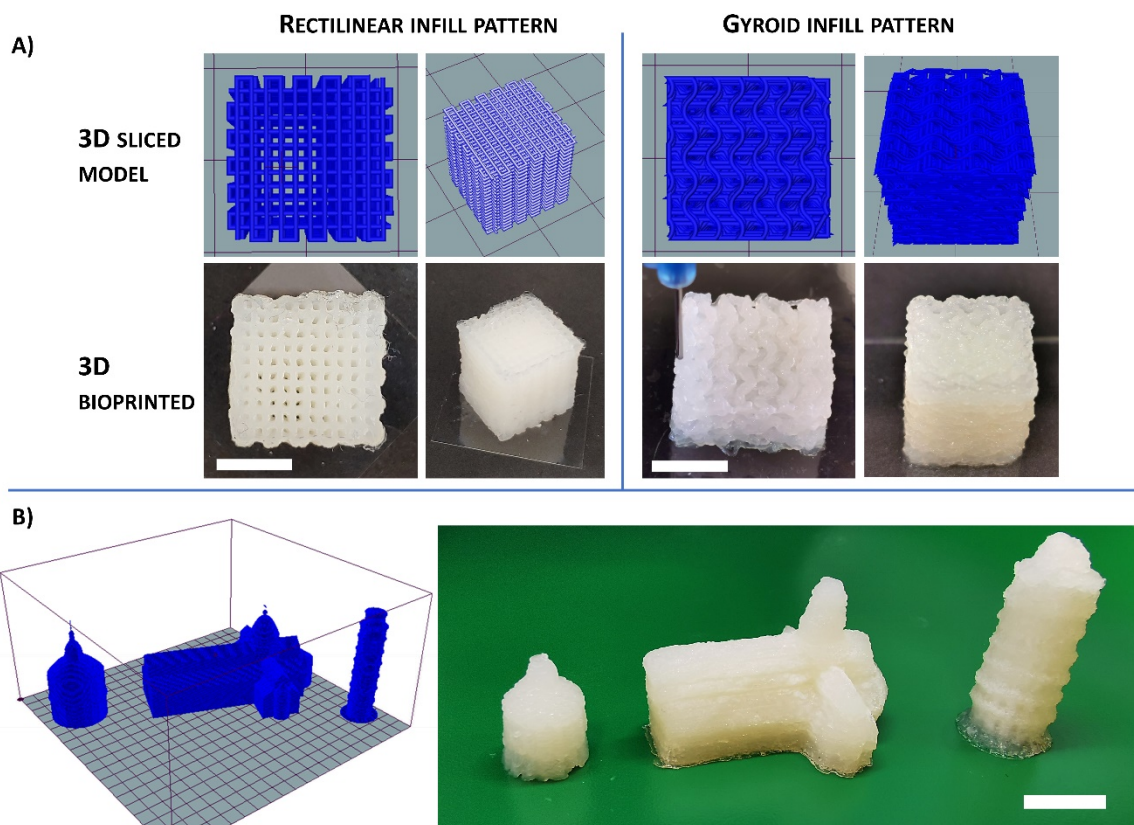 RECTILINEAR INFILL PATTERN
GYROID INFILL PATTERN
A)
3D SLICED
MODEL
3D
BIOPRINTED
B)